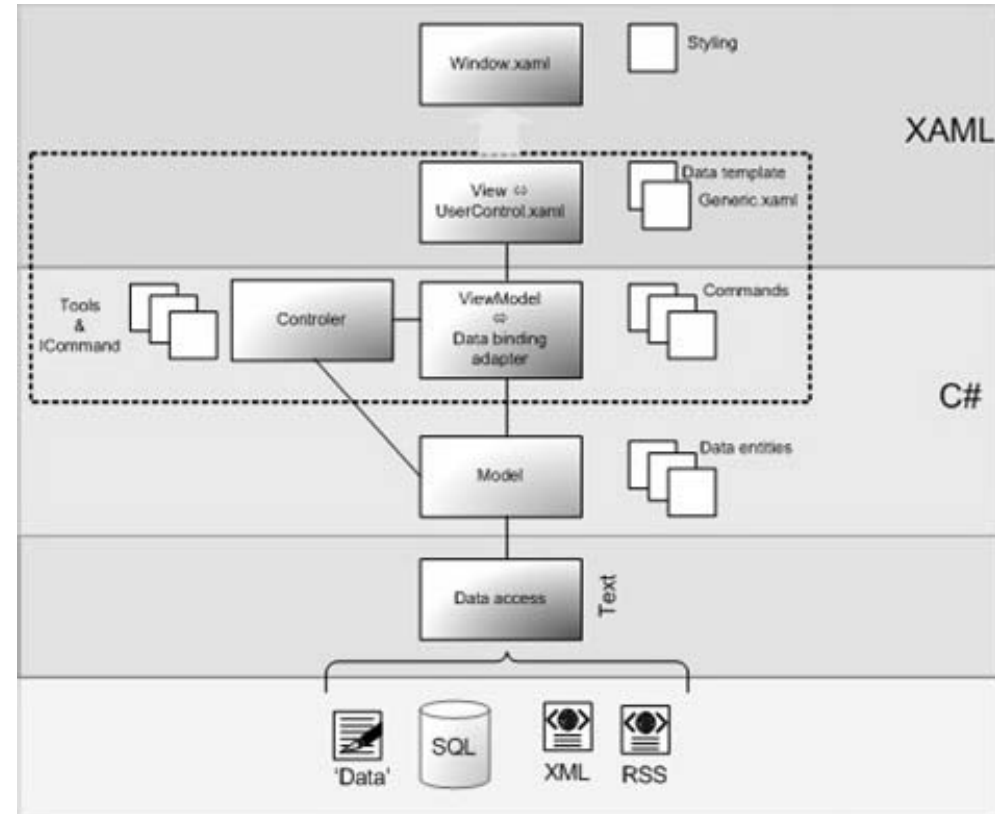 Window.xaml
Styling
XAML
View ⇔
UserControl.xaml
Data template
Generic.xaml
Tools
&
ICommand
Controler
ViewModel
⇔
Data binding
adapter
Commands
C#
Model
Data entities
Data access
Text
'Data'
SQL
XML
RSS